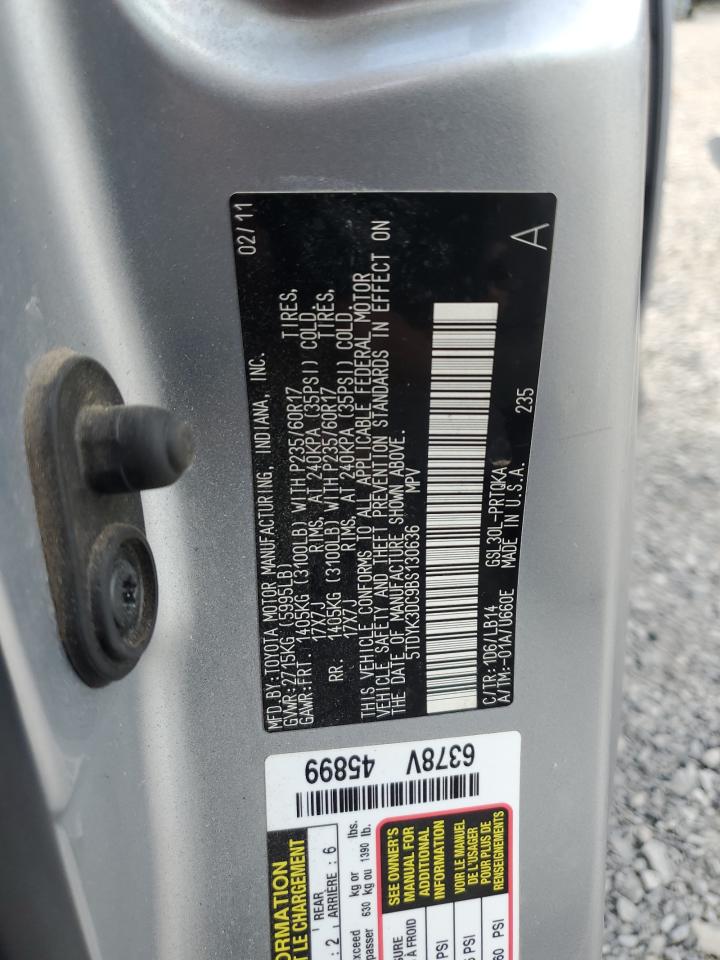 MFD.BY:TOYOTA MOTOR MANUFACTURING, INDIANA, INC. 02/11
GVWR:2715KG (5995LB)
GAWR:FRT. 1405KG (3100LB) WITH P235/60R17 TIRES,
17X7J RIMS, AT 240KPA (35PSI) COLD.
RR. 1405KG (3100LB) WITH P235/60R17 TIRES,
17X7J RIMS, AT 240KPA (35PSI) COLD.
THIS VEHICLE CONFORMS TO ALL APPLICABLE FEDERAL MOTOR
VEHICLE SAFETY AND THEFT PREVENTION STANDARDS IN EFFECT ON
THE DATE OF MANUFACTURE SHOWN ABOVE.
5TDYK3DC9BS130636 MPV
C/TR:1D6/LB14 GSL30L-PRTQKA 235
A/TM:-01A/U660E MADE IN U.S.A. A
6378V
45899
ORMATION
T LE CHARGEMENT
: 2 REAR
ARRIÈRE : 6
exceed 630 kg or 1390 lbs.
passer kg ou lb.
SEE OWNER'S
MANUAL FOR
ADDITIONAL
INFORMATION
VOIR LE MANUEL
DE L'USAGER
POUR PLUS DE
RENSEIGNEMENTS
À FROID
PSI
PSI
60 PSI